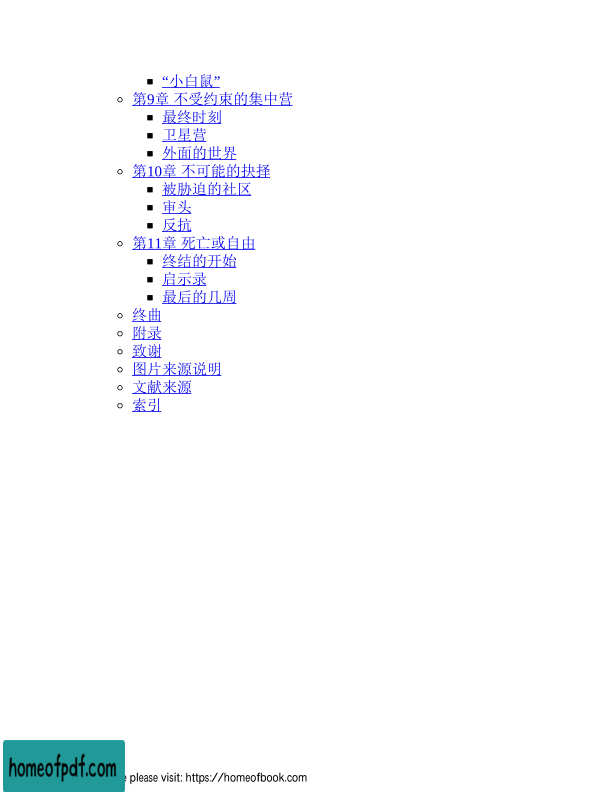 “小白鼠”
第9章 不受约束的集中营
最终时刻
卫星营
外面的世界
第10章 不可能的抉择
被胁迫的社区
审头
反抗
第11章 死亡或自由
终结的开始
启示录
最后的几周
终曲
附录
致谢
图片来源说明
文献来源
索引
homeofpdf.com
e please visit: https://homeofbook.com